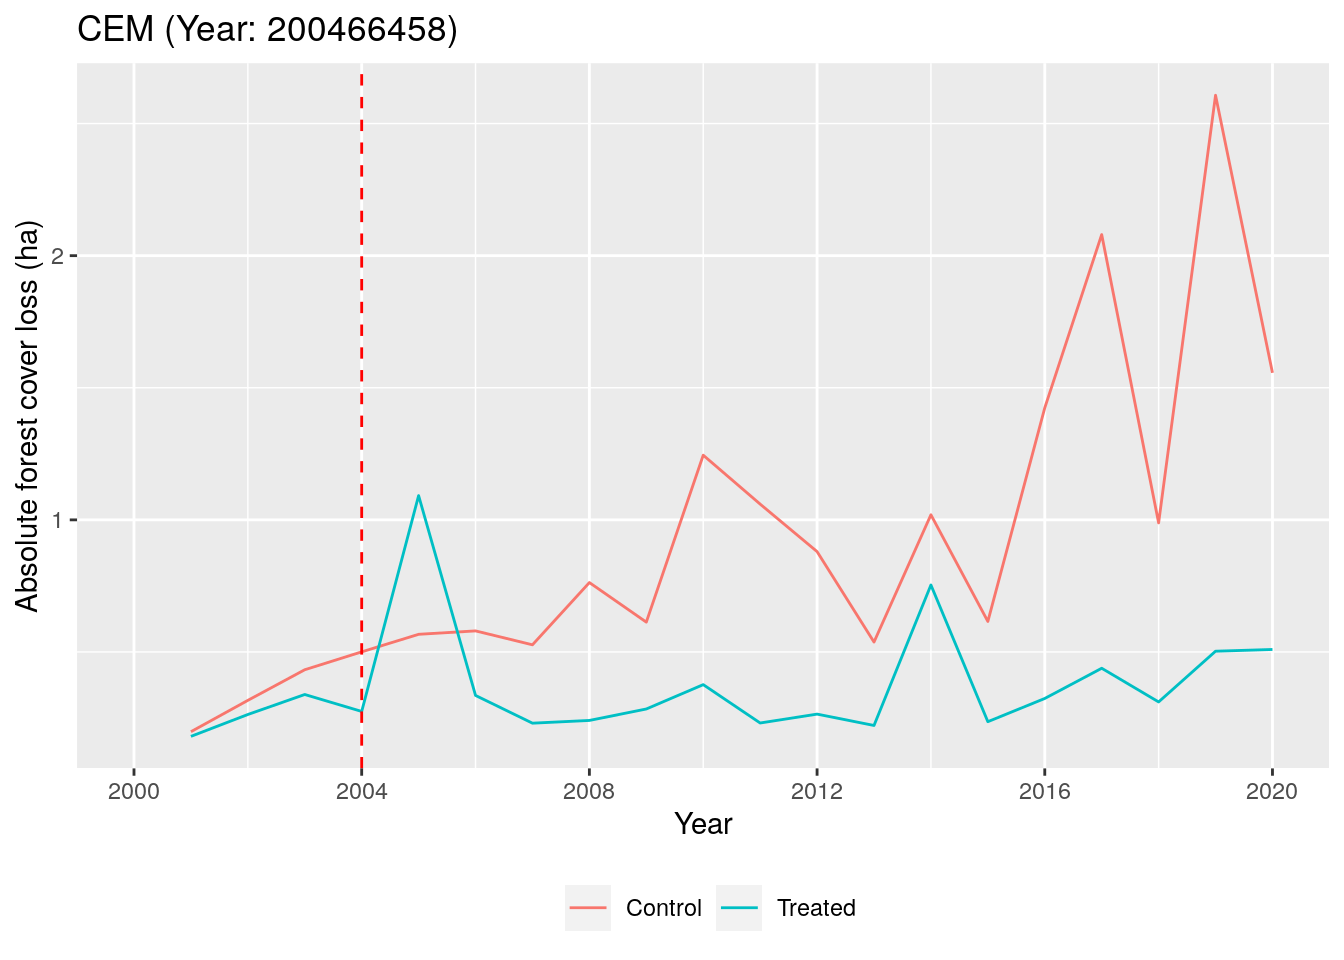 CEM (Year: 200466458)
Absolute forest cover loss (ha)
2
1
2000 2004 2008 2012 2016 2020
Year
Control Treated